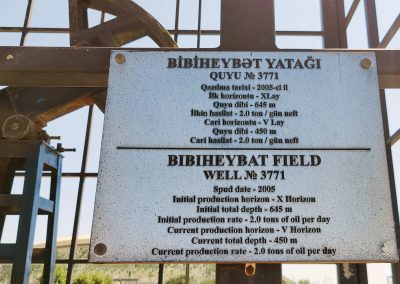 BİBİHEYBƏT YATAĞI
QUYU № 3771
Qazılma tarixi - 2005-ci il
İlk horizontu - XLay
Quyu dibi - 645 m
İlkin hasilat - 2.0 ton / gün neft
Cari horizontu - V Lay
Quyu dibi - 450 m
Cari hasilat - 2.0 ton / gün neft
BIBIHEYBAT FIELD
WELL № 3771
Spud date - 2005
Initial production horizon - X Horizon
Initial total depth - 645 m
Initial production rate - 2.0 tons of oil per day
Current production horizon - V Horizon
Current total depth - 450 m
Current production rate - 2.0 tons of oil per day